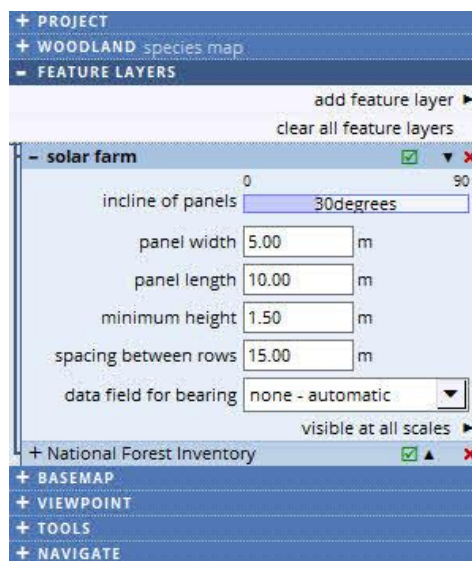 + PROJECT
+ WOODLAND species map
- FEATURE LAYERS
add feature layer ▶
clear all feature layers
- solar farm
0 90
incline of panels 30degrees
panel width 5.00 m
panel length 10.00 m
minimum height 1.50 m
spacing between rows 15.00 m
data field for bearing none - automatic
visible at all scales ▶
+ National Forest Inventory
+ BASEMAP
+ VIEWPOINT
+ TOOLS
+ NAVIGATE